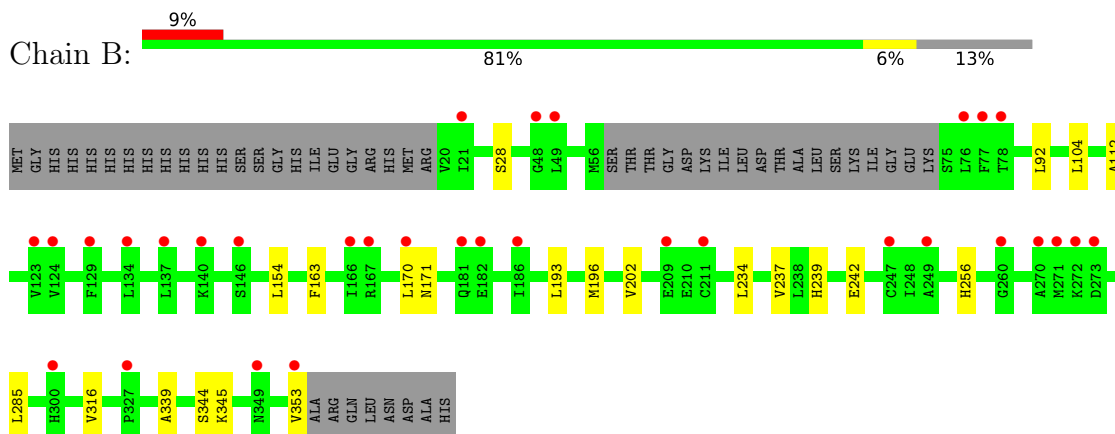 9%
Chain B:
81% 6% 13%
MET GLY HIS HIS HIS HIS HIS HIS HIS HIS HIS HIS HIS SER SER GLY HIS ILE GLU GLY ARG HIS MET ARG V20 I21 S28 G48 L49 M56 SER THR THR GLY ASP LYS ILE LEU ASP THR ALA LEU SER LYS ILE GLY GLU LYS S75 L76 F77 T78 L92 L104 A112
V123 V124 F129 L134 L137 K140 S146 L154 F163 I166 R167 L170 N171 Q181 E182 I186 L193 M196 V202 E209 E210 C211 L234 V237 L238 H239 E242 C247 I248 A249 H256 G260 A270 M271 K272 D273
L285 H300 V316 P327 A339 S344 K345 N349 V353 ALA ARG GLN LEU ASN ASP ALA HIS